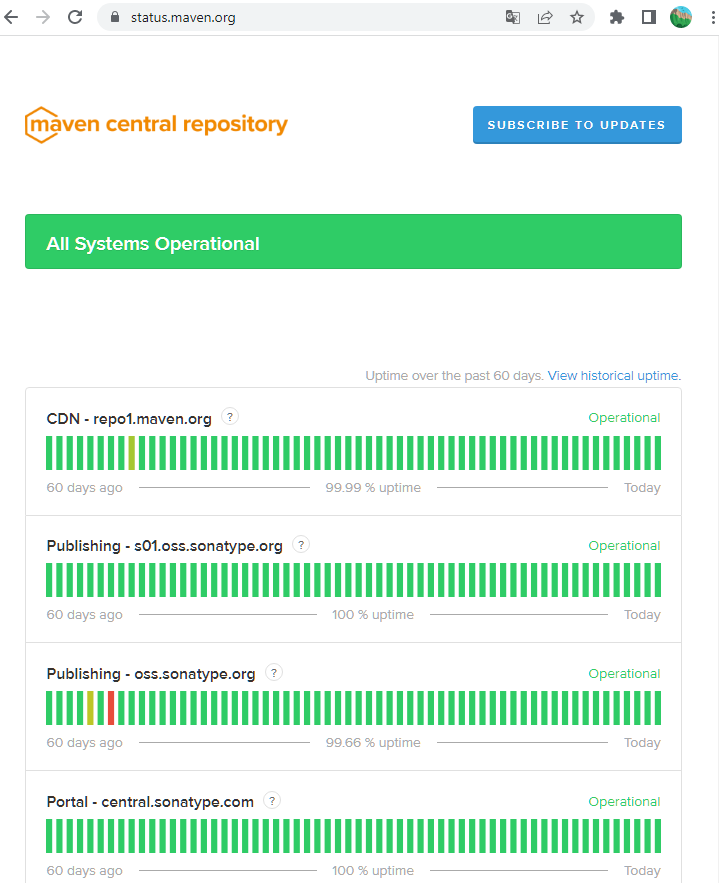 status.maven.org
maven central repository
SUBSCRIBE TO UPDATES
All Systems Operational
Uptime over the past 60 days. View historical uptime.
CDN - repo1.maven.org ? Operational
60 days ago 99.99 % uptime Today
Publishing - s01.oss.sonatype.org ? Operational
60 days ago 100 % uptime Today
Publishing - oss.sonatype.org ? Operational
60 days ago 99.66 % uptime Today
Portal - central.sonatype.com ? Operational
60 days ago 100 % uptime Today